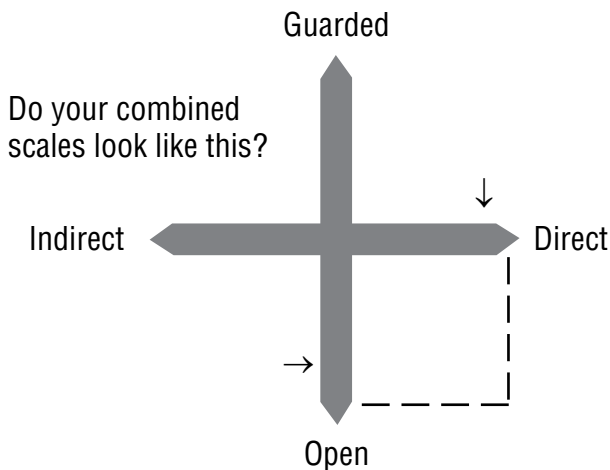 Guarded
Do your combined
scales look like this?
Indirect
Direct
Open